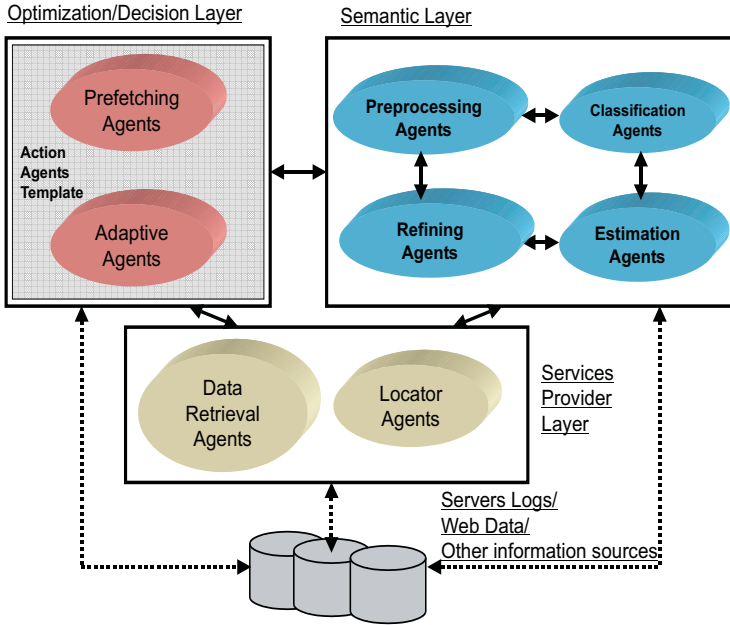 Optimization/Decision Layer
Semantic Layer
Prefetching
Agents
Action
Agents
Template
Adaptive
Agents
Preprocessing
Agents
Classification
Agents
Refining
Agents
Estimation
Agents
Data
Retrieval
Agents
Locator
Agents
Services
Provider
Layer
Servers Logs/
Web Data/
Other information sources